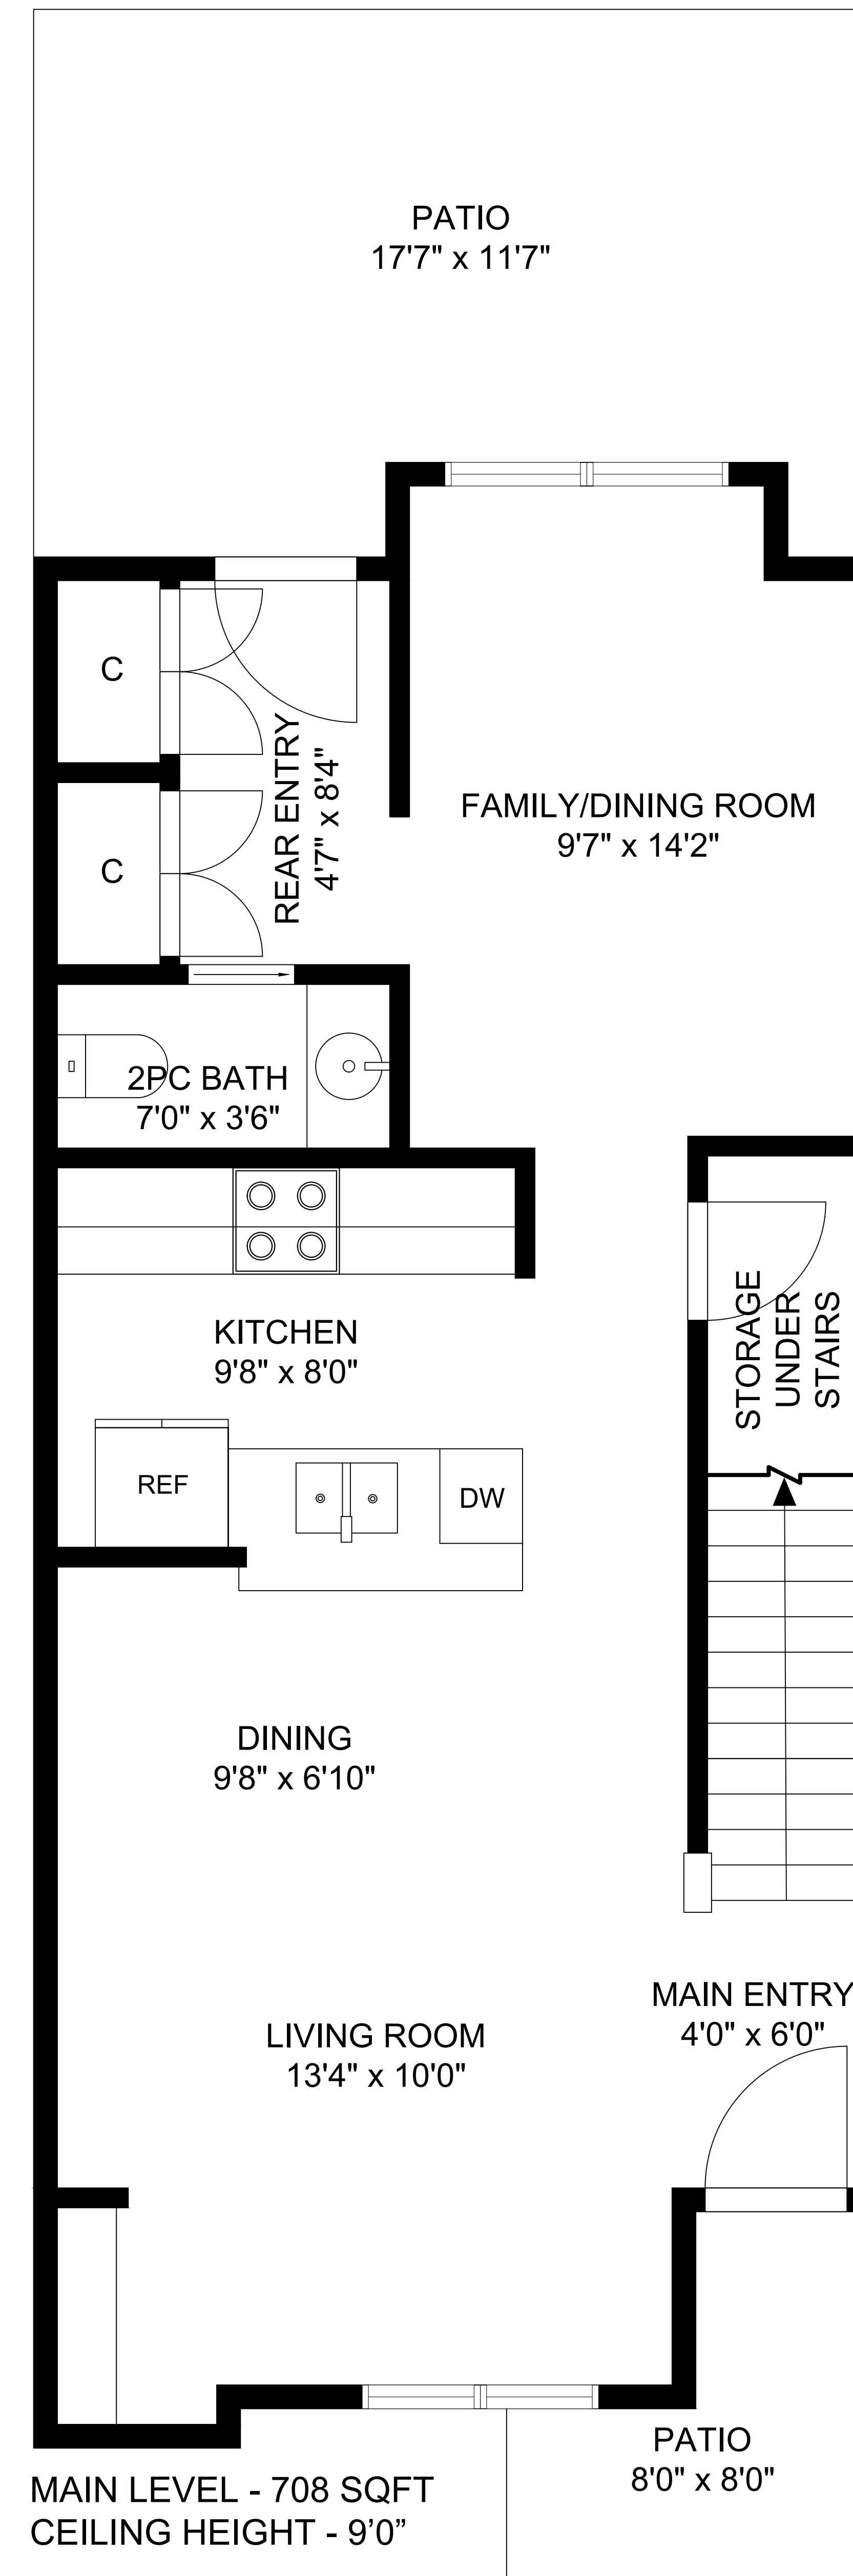 PATIO
17'7" x 11'7"
C
REAR ENTRY
4'7" x 8'4"
FAMILY/DINING ROOM
9'7" x 14'2"
C
2PC BATH
7'0" x 3'6"
STORAGE
UNDER
STAIRS
KITCHEN
9'8" x 8'0"
REF
DW
DINING
9'8" x 6'10"
MAIN ENTRY
4'0" x 6'0"
LIVING ROOM
13'4" x 10'0"
PATIO
8'0" x 8'0"
MAIN LEVEL - 708 SQFT
CEILING HEIGHT - 9’0”